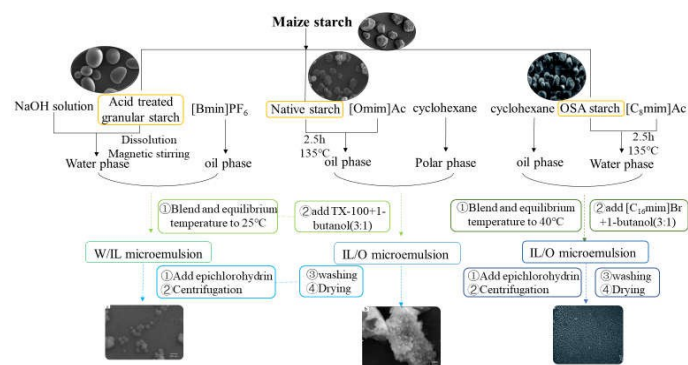 Maize starch
NaOH solution
Acid treated
granular starch
[Bmin]PF6
Native starch
[Omim]Ac
cyclohexane
cyclohexane
OSA starch
[C8mim]Ac
Dissolution
Magnetic stirring
2.5h
135℃
2.5h
135℃
Water phase
oil phase
oil phase
Polar phase
oil phase
Water phase
①Blend and equilibrium
temperature to 25℃
②add TX-100+1-
butanol(3:1)
①Blend and equilibrium
temperature to 40℃
②add [C16mim]Br
+1-butanol(3:1)
W/IL microemulsion
IL/O microemulsion
IL/O microemulsion
①Add epichlorohydrin
②Centrifugation
③washing
④Drying
①Add epichlorohydrin
②Centrifugation
③washing
④Drying